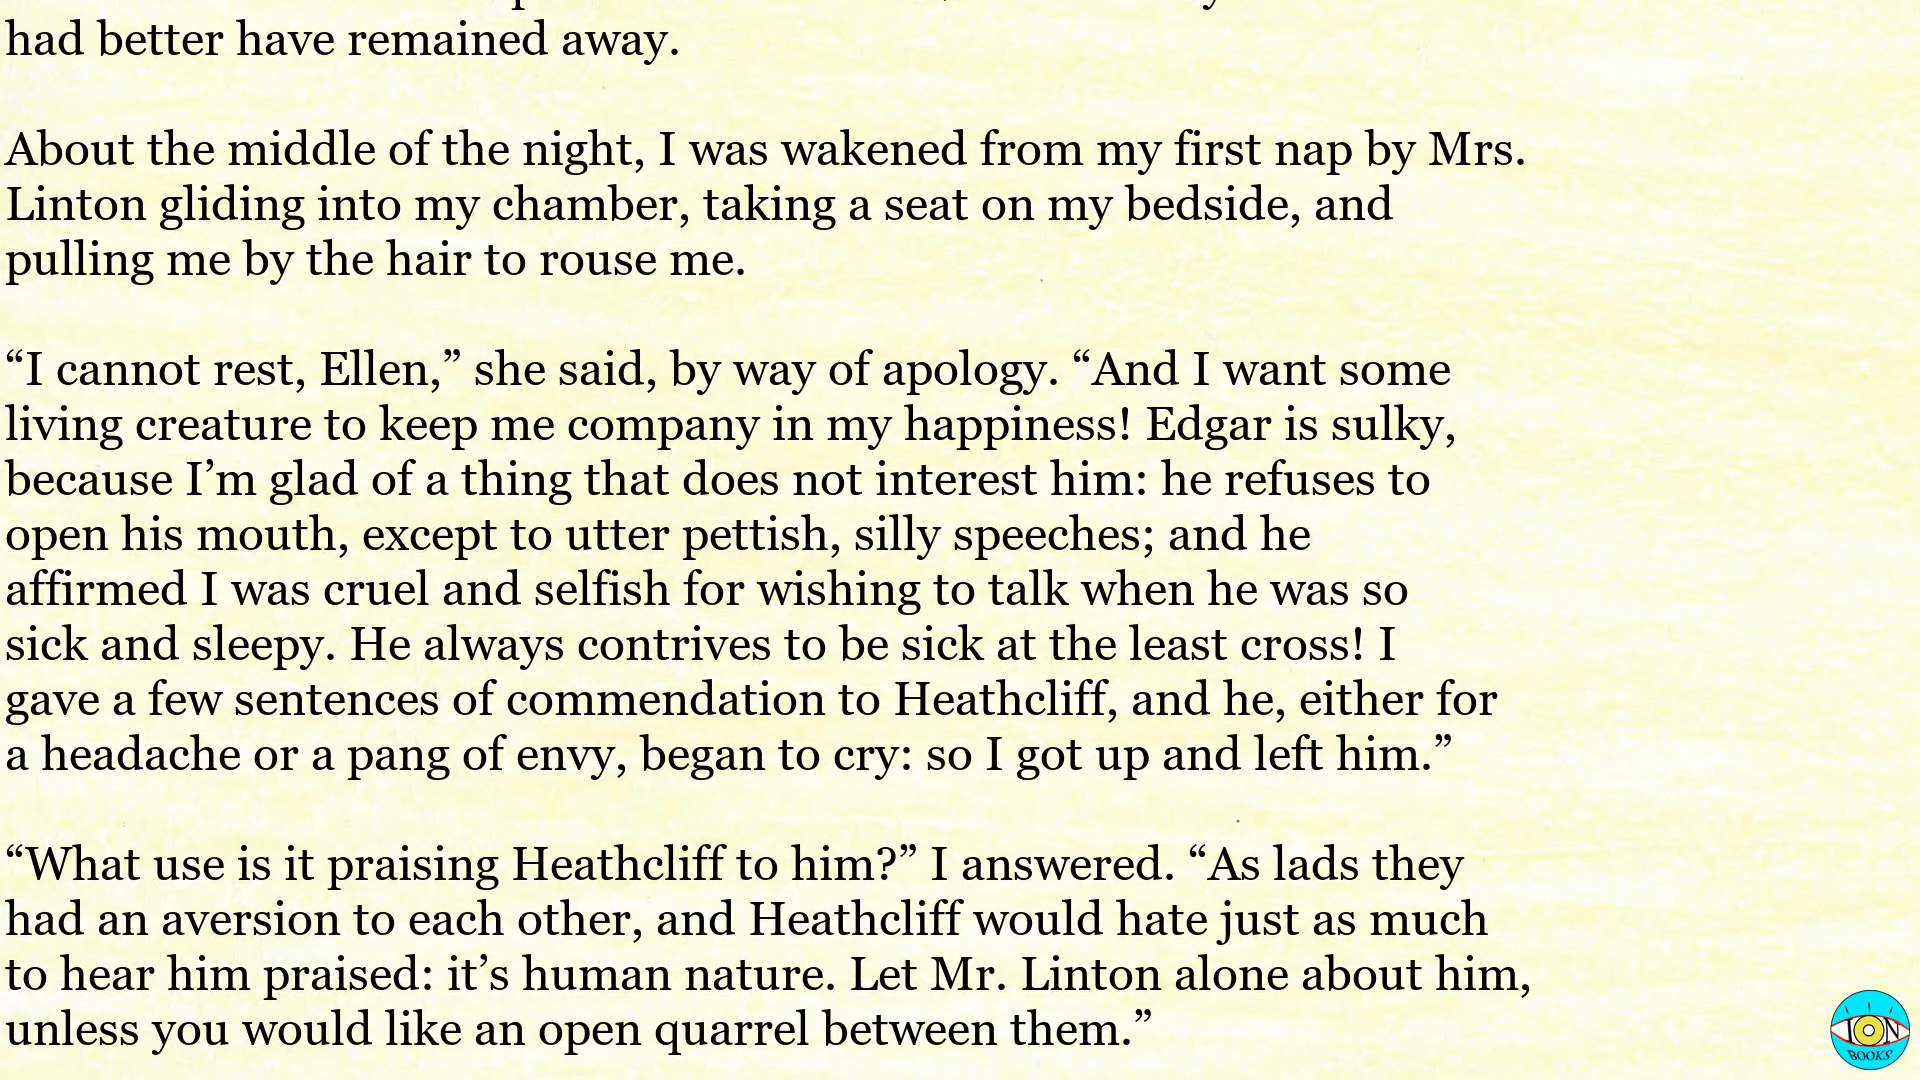 had better have remained away.
About the middle of the night, I was wakened from my first nap by Mrs.
Linton gliding into my chamber, taking a seat on my bedside, and
pulling me by the hair to rouse me.
“I cannot rest, Ellen,” she said, by way of apology. “And I want some
living creature to keep me company in my happiness! Edgar is sulky,
because I’m glad of a thing that does not interest him: he refuses to
open his mouth, except to utter pettish, silly speeches; and he
affirmed I was cruel and selfish for wishing to talk when he was so
sick and sleepy. He always contrives to be sick at the least cross! I
gave a few sentences of commendation to Heathcliff, and he, either for
a headache or a pang of envy, began to cry: so I got up and left him.”
“What use is it praising Heathcliff to him?” I answered. “As lads they
had an aversion to each other, and Heathcliff would hate just as much
to hear him praised: it’s human nature. Let Mr. Linton alone about him,
unless you would like an open quarrel between them.”
ION
BOOKS